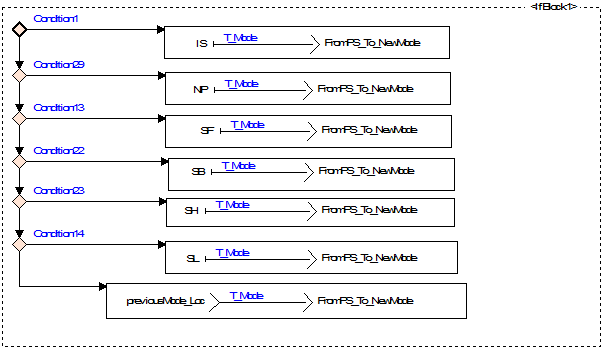 <IfBlock1>
Condition1
IS T_Mode FromFS_To_NewMode
Condition29
NP T_Mode FromFS_To_NewMode
Condition13
SF T_Mode FromFS_To_NewMode
Condition22
SB T_Mode FromFS_To_NewMode
Condition23
SH T_Mode FromFS_To_NewMode
Condition14
SL T_Mode FromFS_To_NewMode
previousMode_Loc T_Mode FromFS_To_NewMode